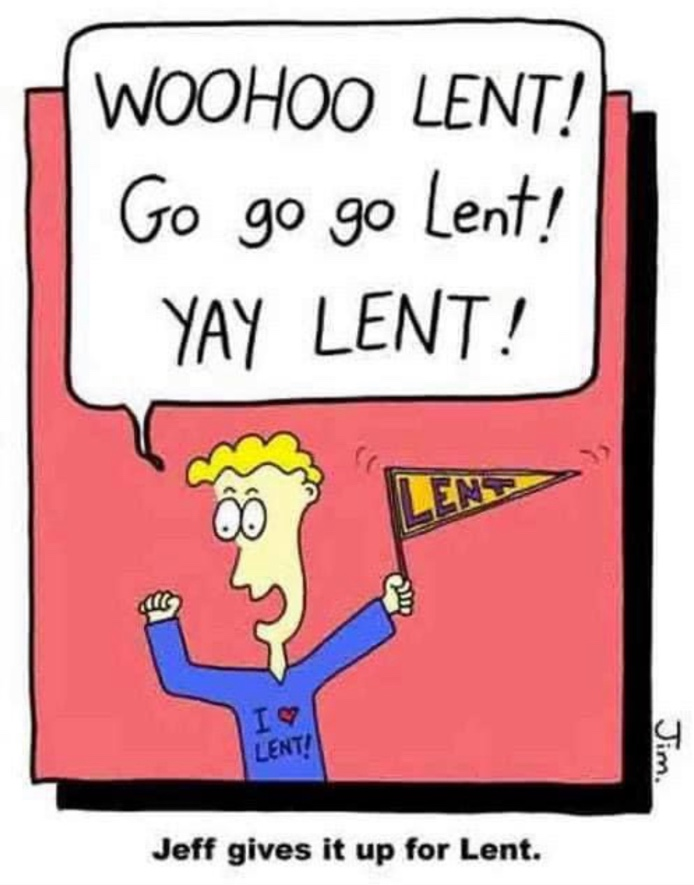 WOOHOO LENT!
Go go go Lent!
YAY LENT!
LENT
I ♥
LENT!
Jim.
Jeff gives it up for Lent.